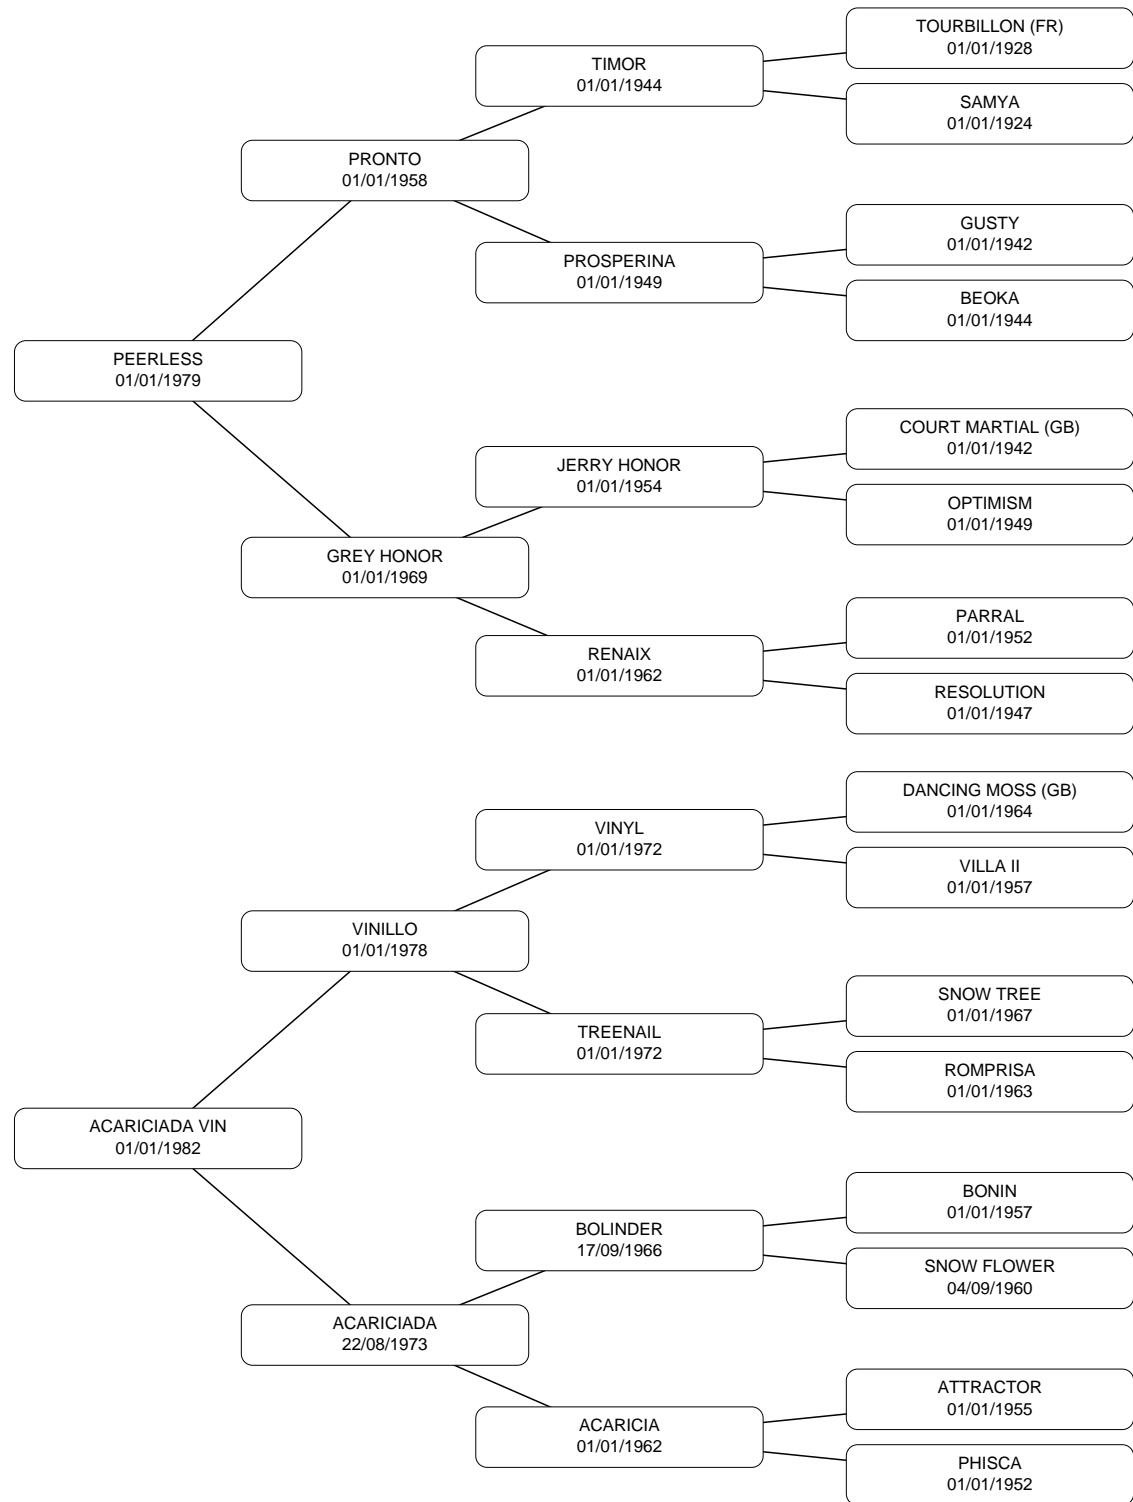 TOURBILLON (FR)
01/01/1928
TIMOR
01/01/1944
SAMYA
01/01/1924
PRONTO
01/01/1958
GUSTY
01/01/1942
PROSPERINA
01/01/1949
BEOKA
01/01/1944
PEERLESS
01/01/1979
COURT MARTIAL (GB)
01/01/1942
JERRY HONOR
01/01/1954
OPTIMISM
01/01/1949
GREY HONOR
01/01/1969
PARRAL
01/01/1952
RENAIX
01/01/1962
RESOLUTION
01/01/1947
DANCING MOSS (GB)
01/01/1964
VINYL
01/01/1972
VILLA II
01/01/1957
VINILLO
01/01/1978
SNOW TREE
01/01/1967
TREENAIL
01/01/1972
ROMPRISA
01/01/1963
ACARICIADA VIN
01/01/1982
BONIN
01/01/1957
BOLINDER
17/09/1966
SNOW FLOWER
04/09/1960
ACARICIADA
22/08/1973
ATTRACTOR
01/01/1955
ACARICIA
01/01/1962
PHISCA
01/01/1952